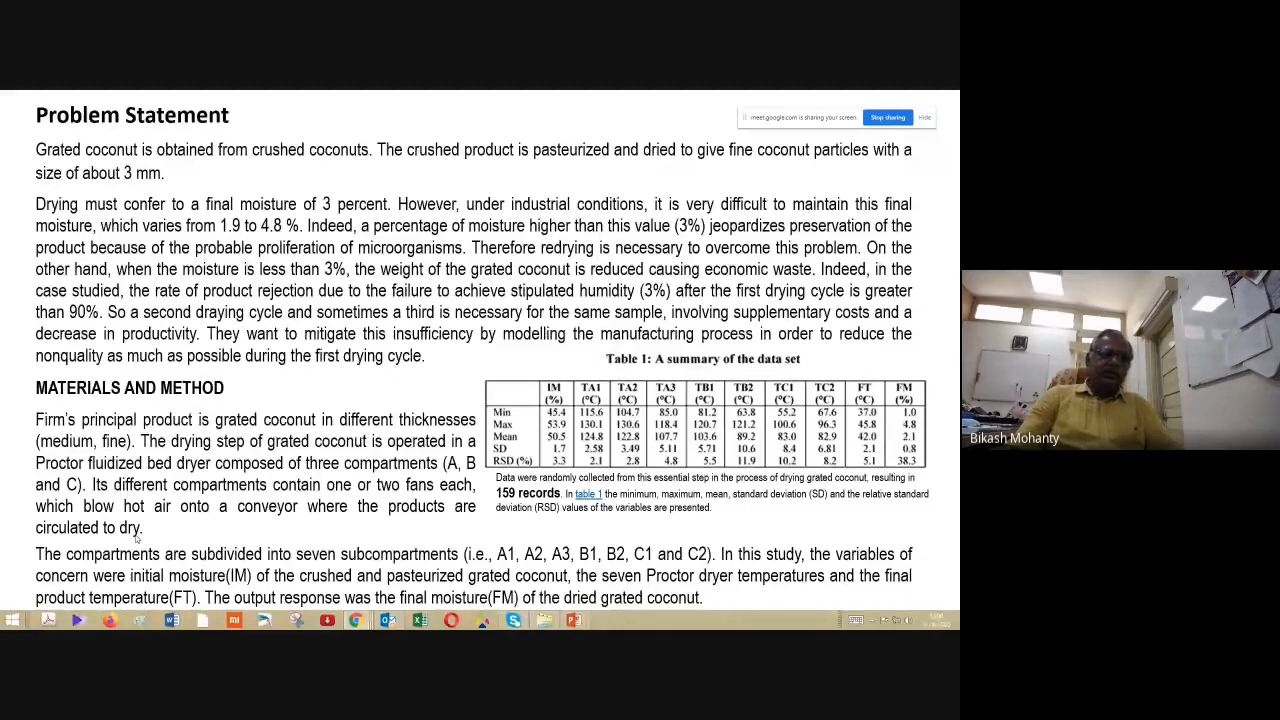 Problem Statement
meet.google.com is sharing your screen.
Stop sharing
Hide
Grated coconut is obtained from crushed coconuts. The crushed product is pasteurized and dried to give fine coconut particles with a
size of about 3 mm.
Drying must confer to a final moisture of 3 percent. However, under industrial conditions, it is very difficult to maintain this final
moisture, which varies from 1.9 to 4.8 %. Indeed, a percentage of moisture higher than this value (3%) jeopardizes preservation of the
product because of the probable proliferation of microorganisms. Therefore redrying is necessary to overcome this problem. On the
other hand, when the moisture is less than 3%, the weight of the grated coconut is reduced causing economic waste. Indeed, in the
case studied, the rate of product rejection due to the failure to achieve stipulated humidity (3%) after the first drying cycle is greater
than 90%. So a second draying cycle and sometimes a third is necessary for the same sample, involving supplementary costs and a
decrease in productivity. They want to mitigate this insufficiency by modelling the manufacturing process in order to reduce the
nonquality as much as possible during the first drying cycle.
Table 1: A summary of the data set
MATERIALS AND METHOD
Firm's principal product is grated coconut in different thicknesses
(medium, fine). The drying step of grated coconut is operated in a
Proctor fluidized bed dryer composed of three compartments (A, B
and C). Its different compartments contain one or two fans each,
which blow hot air onto a conveyor where the products are
circulated to dry.
IM TA1 TA2 TA3 TB1 TB2 TC1 TC2 FT FM
(%) (°C) (°C) (°C) (°C) (°C) (°C) (°C) (°C) (%)
Min 45.4 115.6 104.7 85.0 81.2 63.8 55.2 67.6 37.0 1.0
Max 53.9 130.1 130.6 118.4 120.7 121.2 100.6 96.3 45.8 4.8
Mean 50.5 124.8 122.8 107.7 103.6 89.2 83.0 82.9 42.0 2.1
SD 1.7 2.58 3.49 5.11 5.71 10.6 8.4 6.81 2.1 0.8
RSD (%) 3.3 2.1 2.8 4.8 5.5 11.9 10.2 8.2 5.1 38.3
Data were randomly collected from this essential step in the process of drying grated coconut, resulting in
159 records. In table 1 the minimum, maximum, mean, standard deviation (SD) and the relative standard
deviation (RSD) values of the variables are presented.
The compartments are subdivided into seven subcompartments (i.e., A1, A2, A3, B1, B2, C1 and C2). In this study, the variables of
concern were initial moisture(IM) of the crushed and pasteurized grated coconut, the seven Proctor dryer temperatures and the final
product temperature(FT). The output response was the final moisture(FM) of the dried grated coconut.
Bikash Mohanty